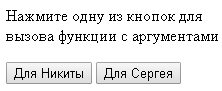 Нажмите одну из кнопок для
вызова функции с аргументами
Для Никиты Для Сергея